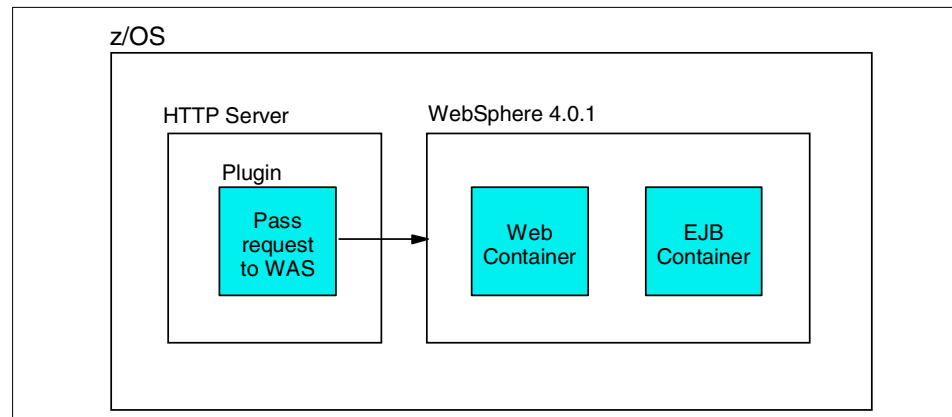 z/OS
HTTP Server
WebSphere 4.0.1
Plugin
Pass
request
to WAS
Web
Container
EJB
Container